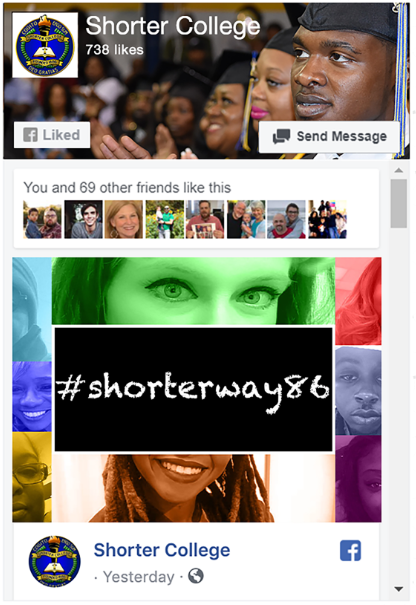 Shorter College
738 likes
Liked
Send Message
You and 69 other friends like this
#shorterway86
Shorter College
· Yesterday ·